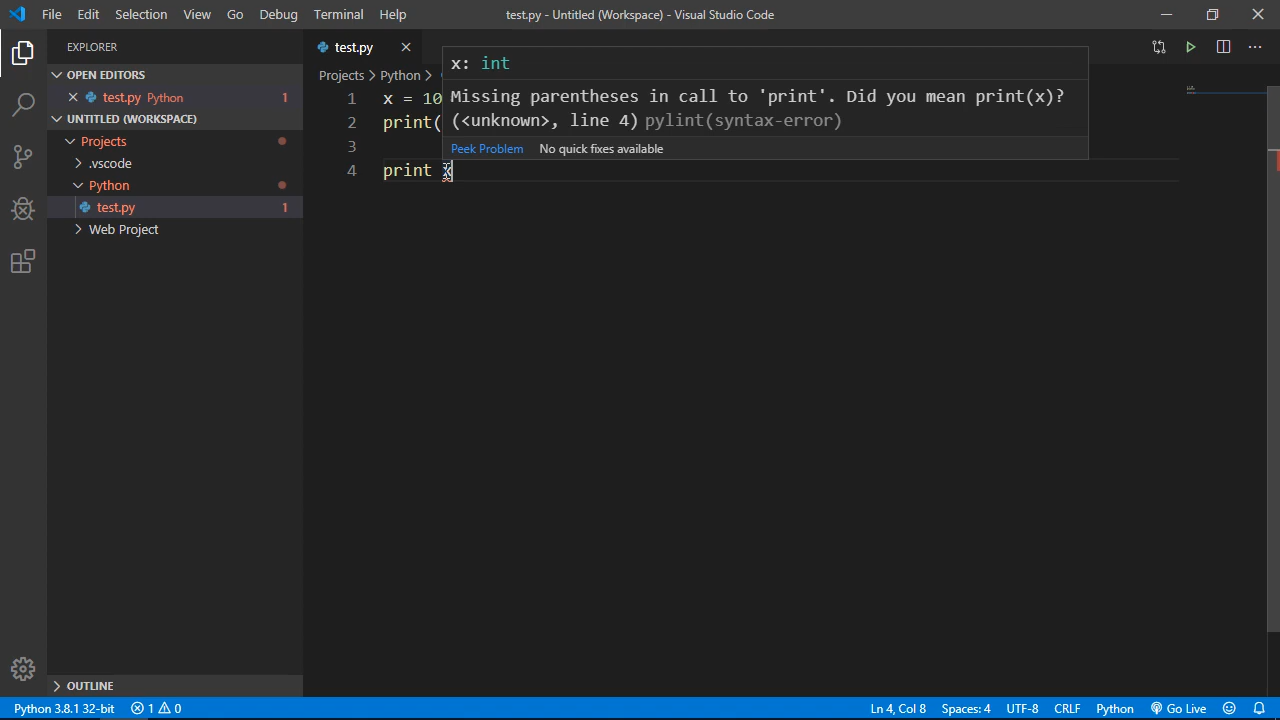 File Edit Selection View Go Debug Terminal Help
test.py - Untitled (Workspace) - Visual Studio Code
EXPLORER
OPEN EDITORS
test.py Python 1
UNTITLED (WORKSPACE)
Projects
.vscode
Python
test.py 1
Web Project
OUTLINE
test.py
Projects > Python >
1 x = 10
2 print(
3
4 print x
x: int
Missing parentheses in call to 'print'. Did you mean print(x)?
(<unknown>, line 4) pylint(syntax-error)
Peek Problem No quick fixes available
Python 3.8.1 32-bit 1 0 Ln 4, Col 8 Spaces: 4 UTF-8 CRLF Python Go Live